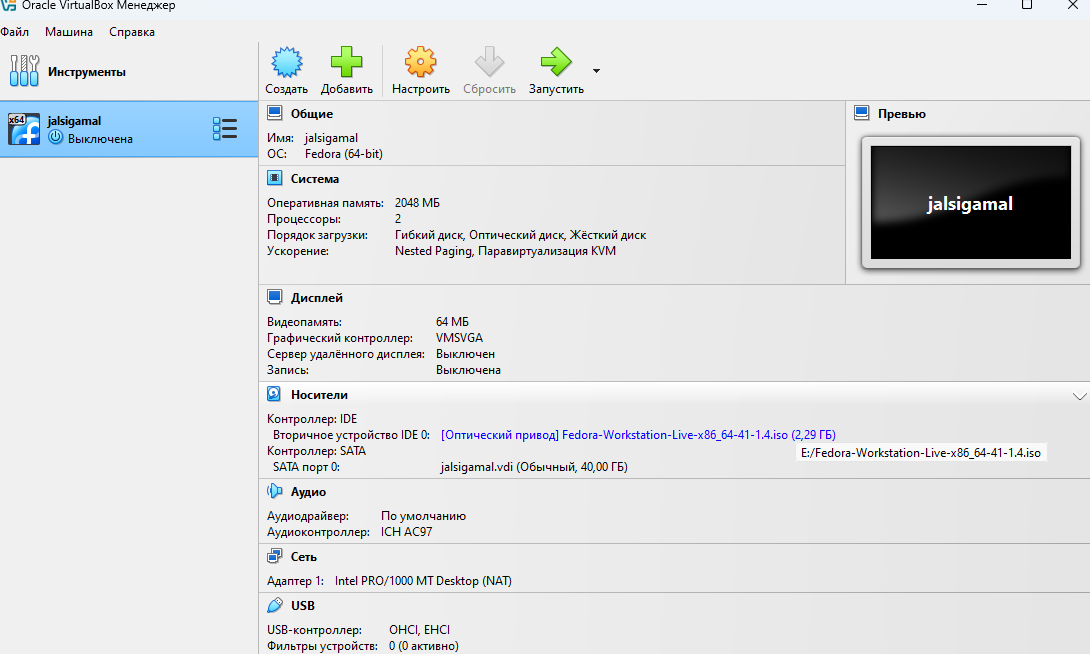 Oracle VirtualBox Менеджер
Файл Машина Справка
Инструменты
Создать Добавить Настроить Сбросить Запустить
x64
jalsigamal
Выключена
Общие
Имя: jalsigamal
ОС: Fedora (64-bit)
Превью
jalsigamal
Система
Оперативная память: 2048 МБ
Процессоры: 2
Порядок загрузки: Гибкий диск, Оптический диск, Жёсткий диск
Ускорение: Nested Paging, Паравиртуализация KVM
Дисплей
Видеопамять: 64 МБ
Графический контроллер: VMSVGA
Сервер удалённого дисплея: Выключен
Запись: Выключена
Носители
Контроллер: IDE
Вторичное устройство IDE 0: [Оптический привод] Fedora-Workstation-Live-x86_64-41-1.4.iso (2,29 ГБ)
Контроллер: SATA
E:/Fedora-Workstation-Live-x86_64-41-1.4.iso
SATA порт 0: jalsigamal.vdi (Обычный, 40,00 ГБ)
Аудио
Аудиодрайвер: По умолчанию
Аудиоконтроллер: ICH AC97
Сеть
Адаптер 1: Intel PRO/1000 MT Desktop (NAT)
USB
USB-контроллер: OHCI, EHCI
Фильтры устройств: 0 (0 активно)